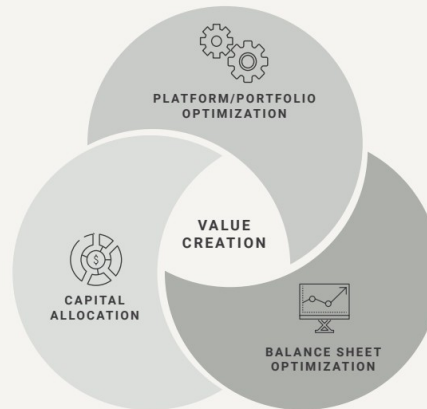 PLATFORM/PORTFOLIO
OPTIMIZATION
VALUE
CREATION
$
CAPITAL
ALLOCATION
BALANCE SHEET
OPTIMIZATION